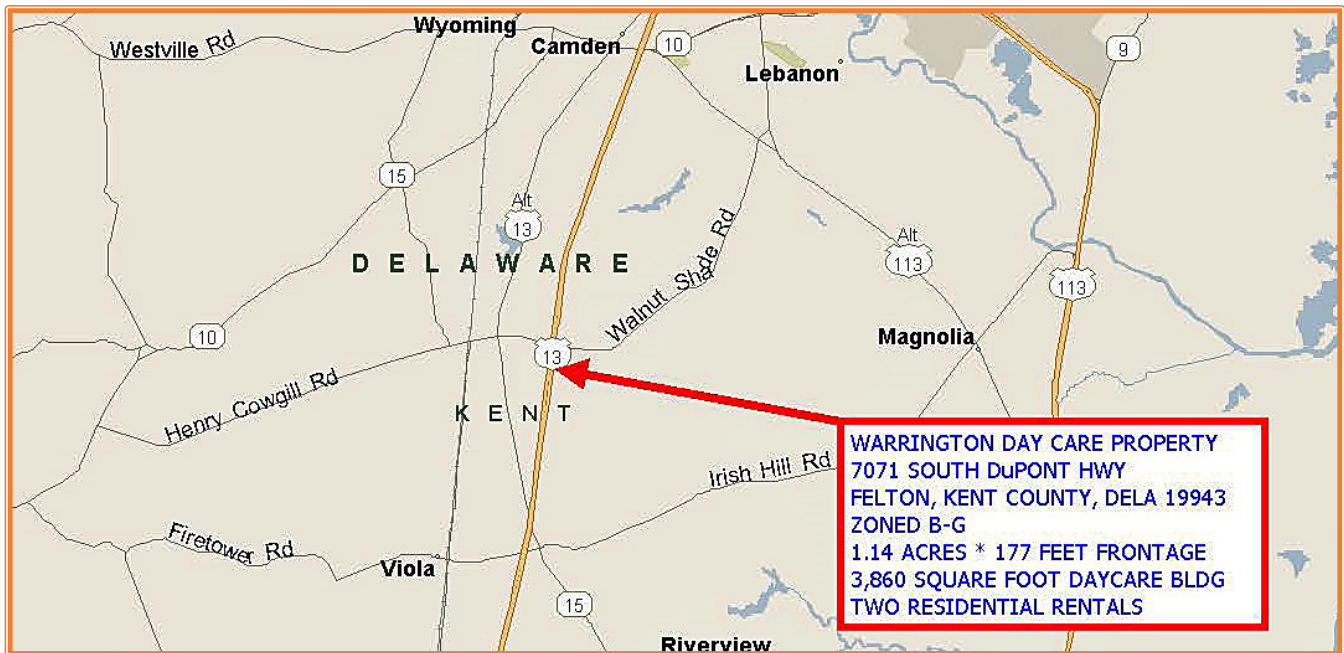 Wyoming
Westville Rd
Camden
10
9
Lebanon
15
Alt
13
DELAWARE
Walnut Shade Rd
Alt
113
113
10
13
Magnolia
Henry Cowgill Rd
KENT
WARRINGTON DAY CARE PROPERTY
7071 SOUTH DuPONT HWY
FELTON, KENT COUNTY, DELA 19943
ZONED B-G
1.14 ACRES * 177 FEET FRONTAGE
3,860 SQUARE FOOT DAYCARE BLDG
TWO RESIDENTIAL RENTALS
Irish Hill Rd
Firetower Rd
Viola
15
Riverview